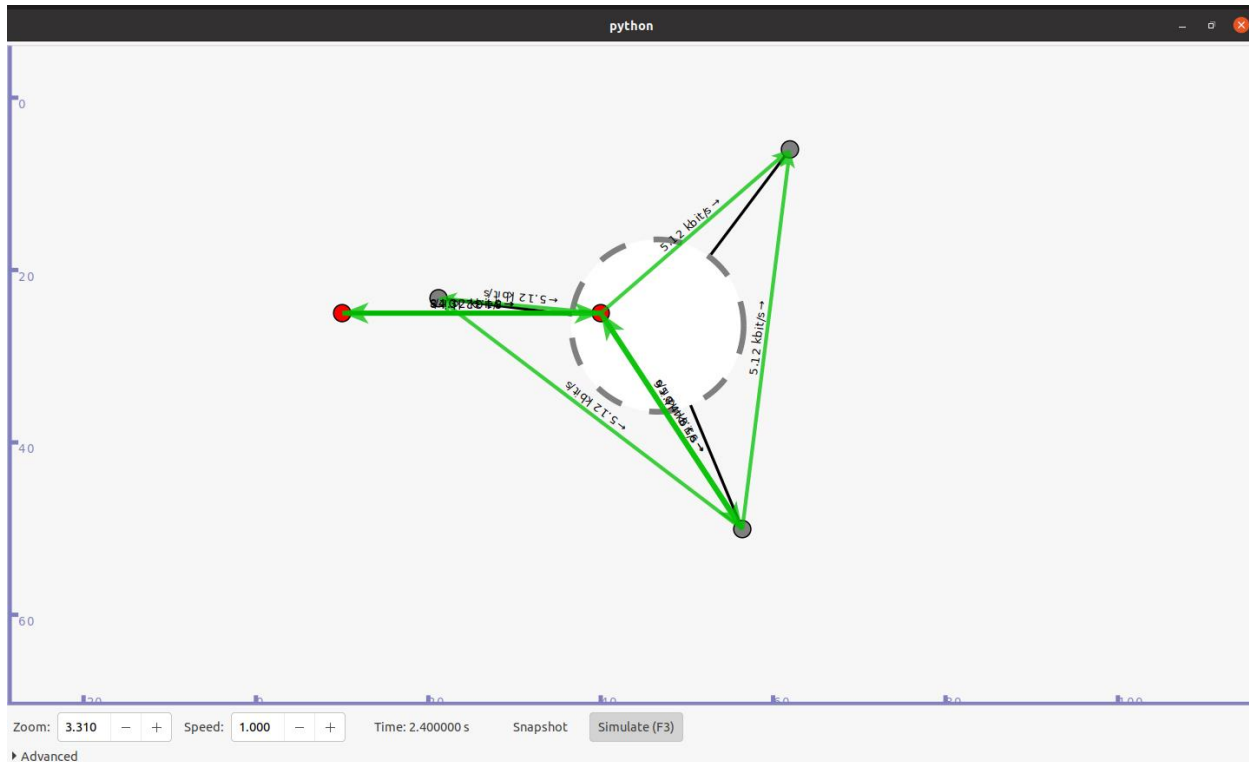 python
0
5.12 kbit/s→
20
←5.12 kbit/s
5.12 kbit/s→
←5.12 kbit/s
40
60
Zoom: 3.310 − + Speed: 1.000 − + Time: 2.400000 s Snapshot Simulate (F3)
Advanced